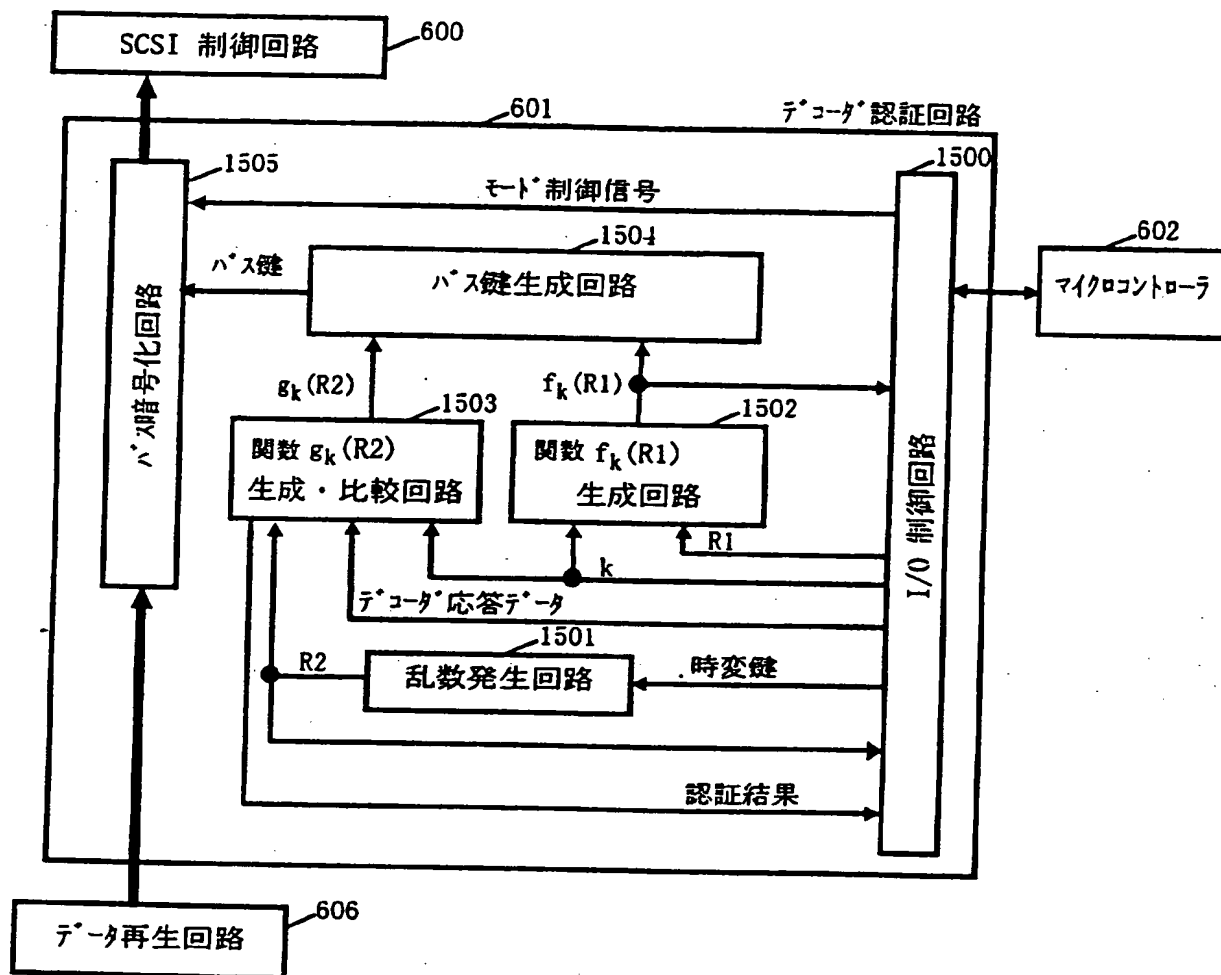 SCSI 制御回路
600
601
デコーダ認証回路
1505
1500
モード制御信号
1504
602
バス鍵
バス鍵生成回路
マイクロコントローラ
バス暗号化回路
gk(R2)
fk(R1)
1503
1502
関数 gk(R2)
生成・比較回路
関数 fk(R1)
生成回路
I/O 制御回路
R1
k
デコーダ応答データ
1501
R2
乱数発生回路
時変鍵
認証結果
606
データ再生回路